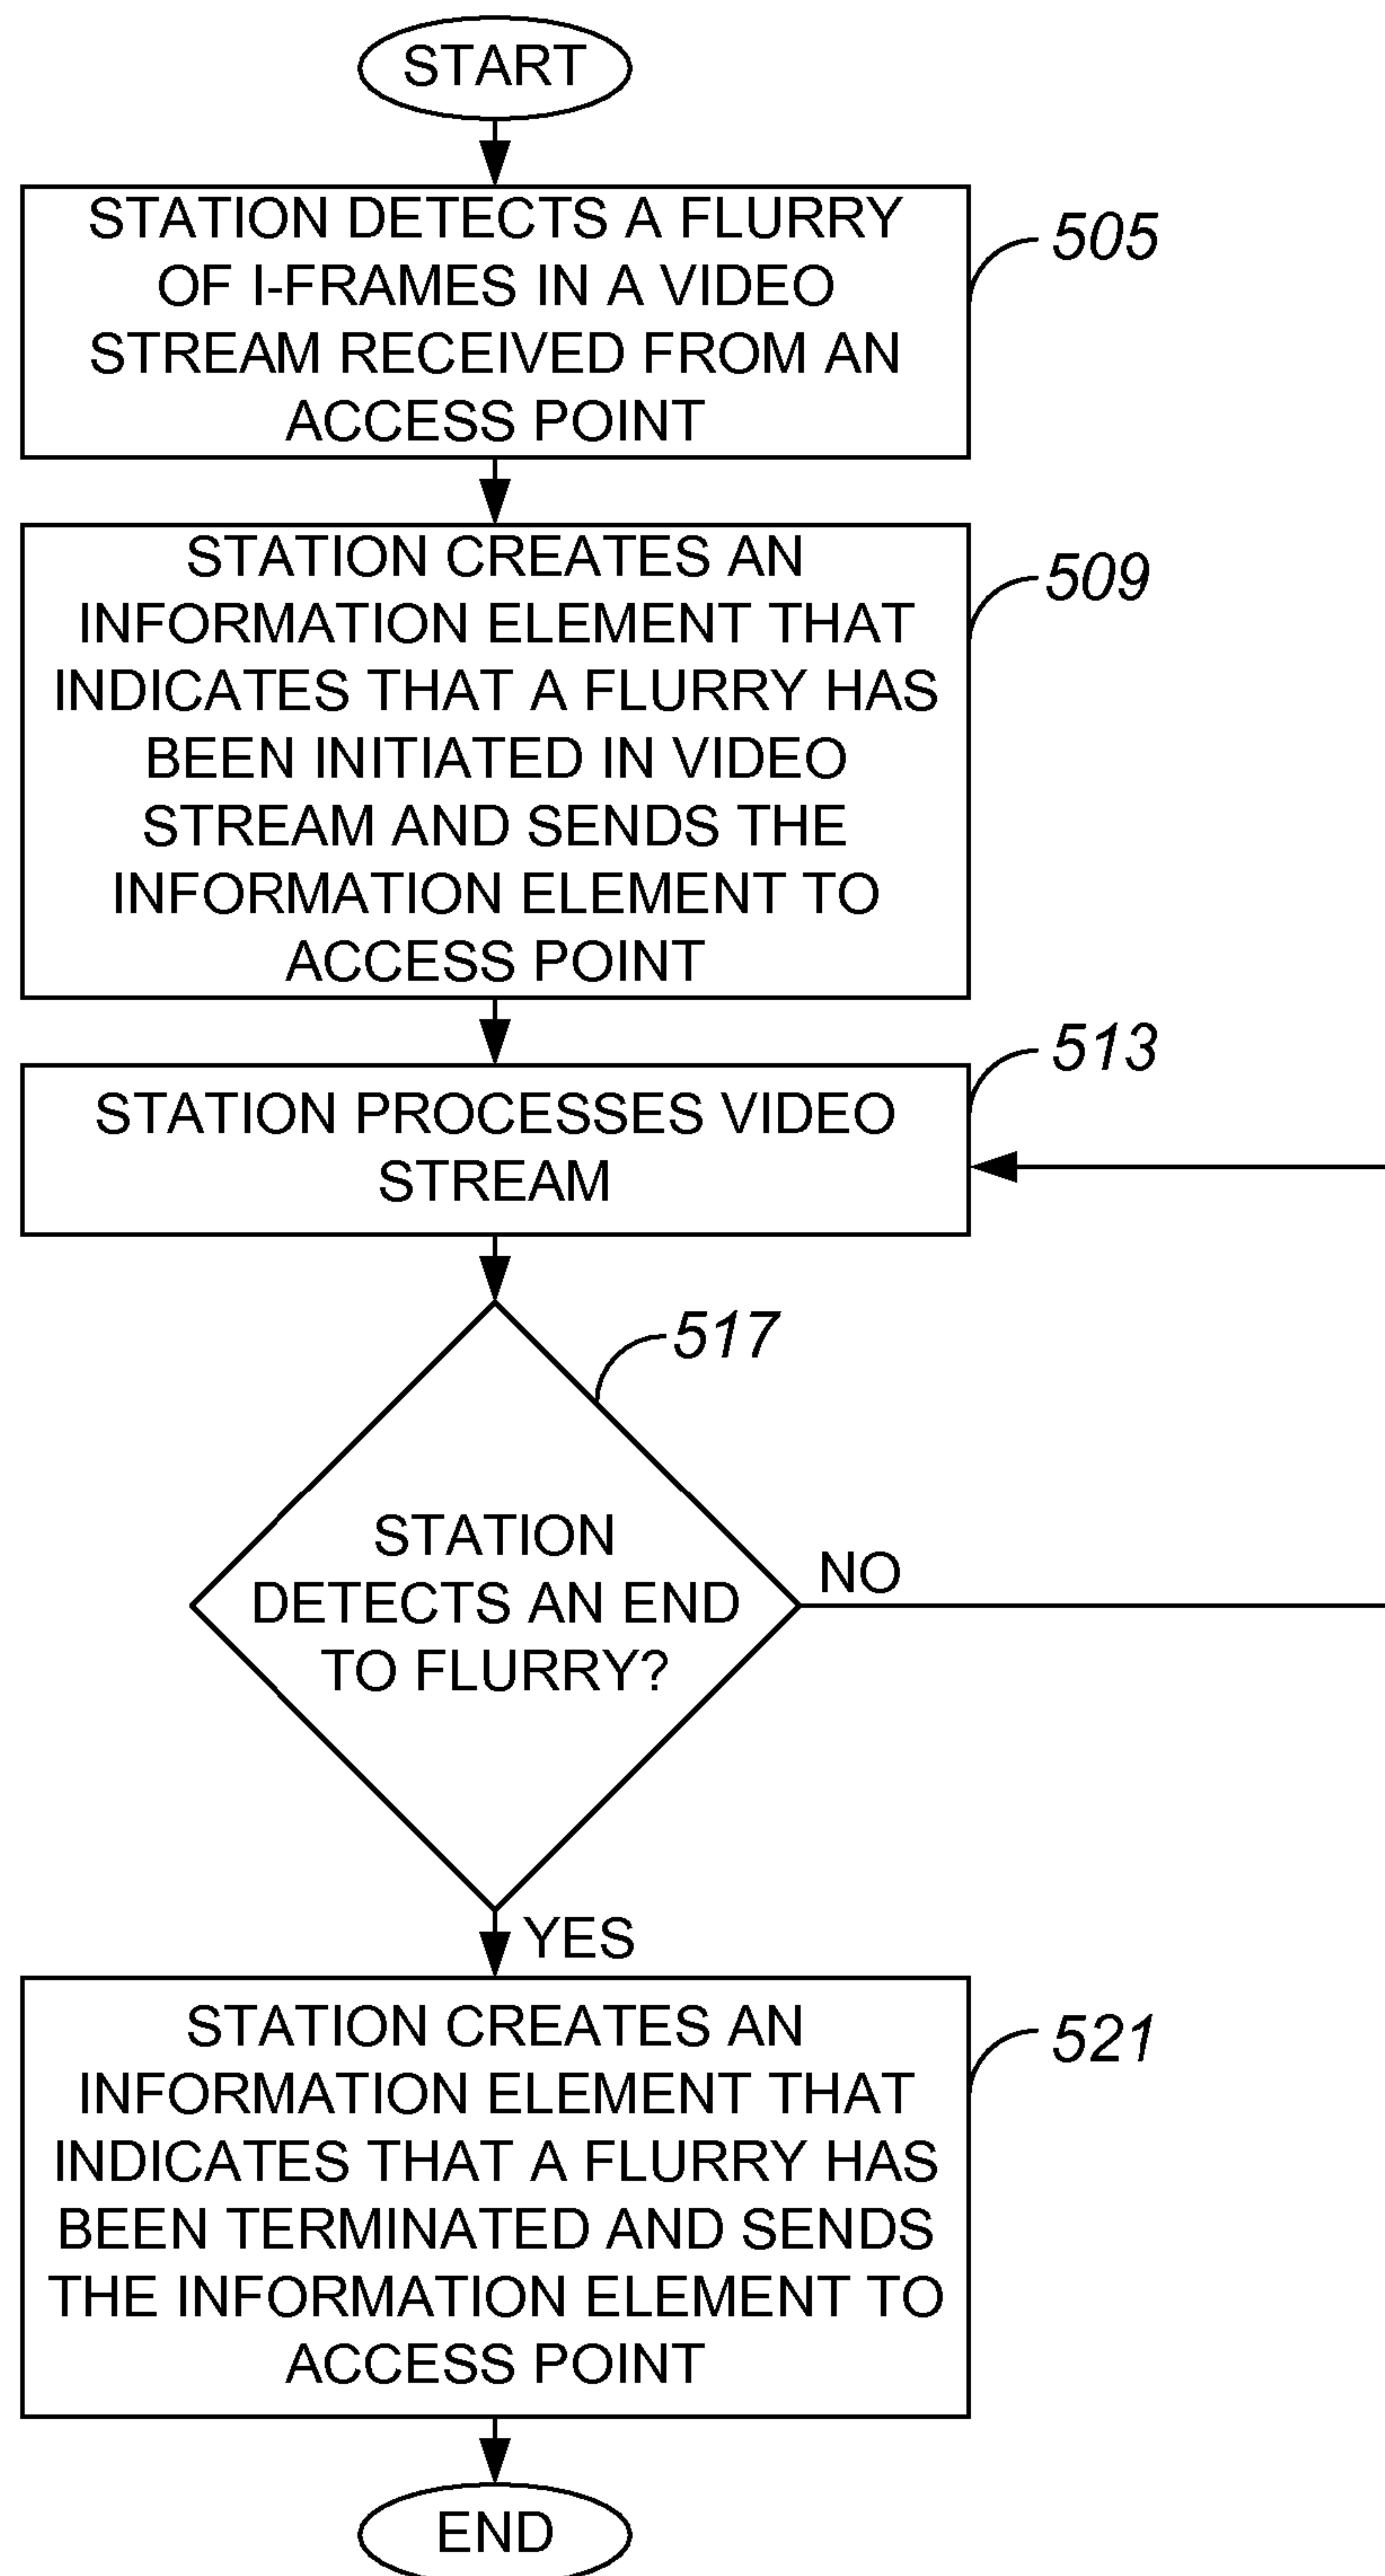 START
STATION DETECTS A FLURRY
OF I-FRAMES IN A VIDEO
STREAM RECEIVED FROM AN
ACCESS POINT
505
STATION CREATES AN
INFORMATION ELEMENT THAT
INDICATES THAT A FLURRY HAS
BEEN INITIATED IN VIDEO
STREAM AND SENDS THE
INFORMATION ELEMENT TO
ACCESS POINT
509
STATION PROCESSES VIDEO
STREAM
513
517
STATION
DETECTS AN END
TO FLURRY?
NO
YES
STATION CREATES AN
INFORMATION ELEMENT THAT
INDICATES THAT A FLURRY HAS
BEEN TERMINATED AND SENDS
THE INFORMATION ELEMENT TO
ACCESS POINT
521
END